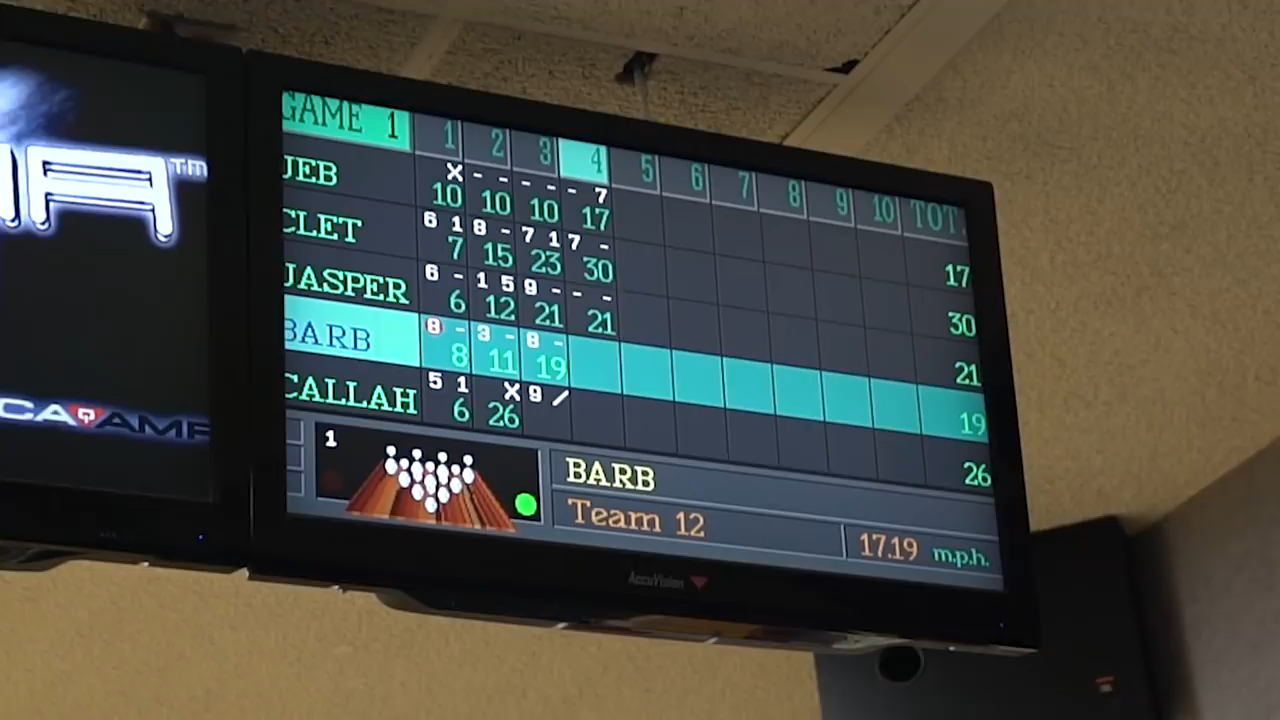 GAME 1 1 2 3 4 5 6 7 8 9 10 TOT.
JEB X - - - - - 7
10 10 10 17 17
CLET 6 1 8 - 7 1 7 -
7 15 23 30 30
JASPER 6 - 1 5 9 - - -
6 12 21 21 21
BARB 8 - 3 - 8 -
8 11 19 19
CALLAH 5 1 X 9 /
6 26 26
1
BARB
Team 12
17.19 m.p.h.
AccuVision
TM